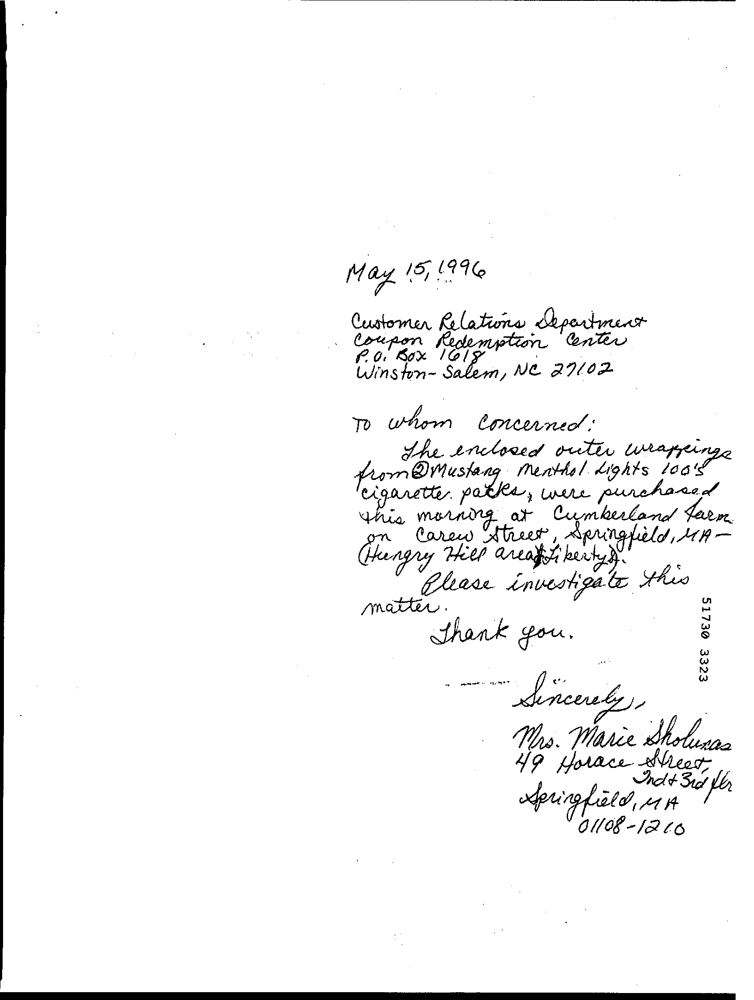 May 15, 1996
Customer Relations Department
Coupon Redemption Center
P.O. Box 1618
Winston-Salem, NC 27102
To whom concerned:
The enclosed outer wrappings
from ② Mustang Menthol Lights 100's
cigarette packs, were purchased
this morning at Cumberland Farm
on Carew Street, Springfield, MA-
(Hungry Hill area Liberty).
Please investigate this
matter.
Thank you.
51730 3323
Sincerely,
Mrs. Marie Sholunas
49 Horace Street,
2nd + 3rd flr
Springfield, MA
01108-1210